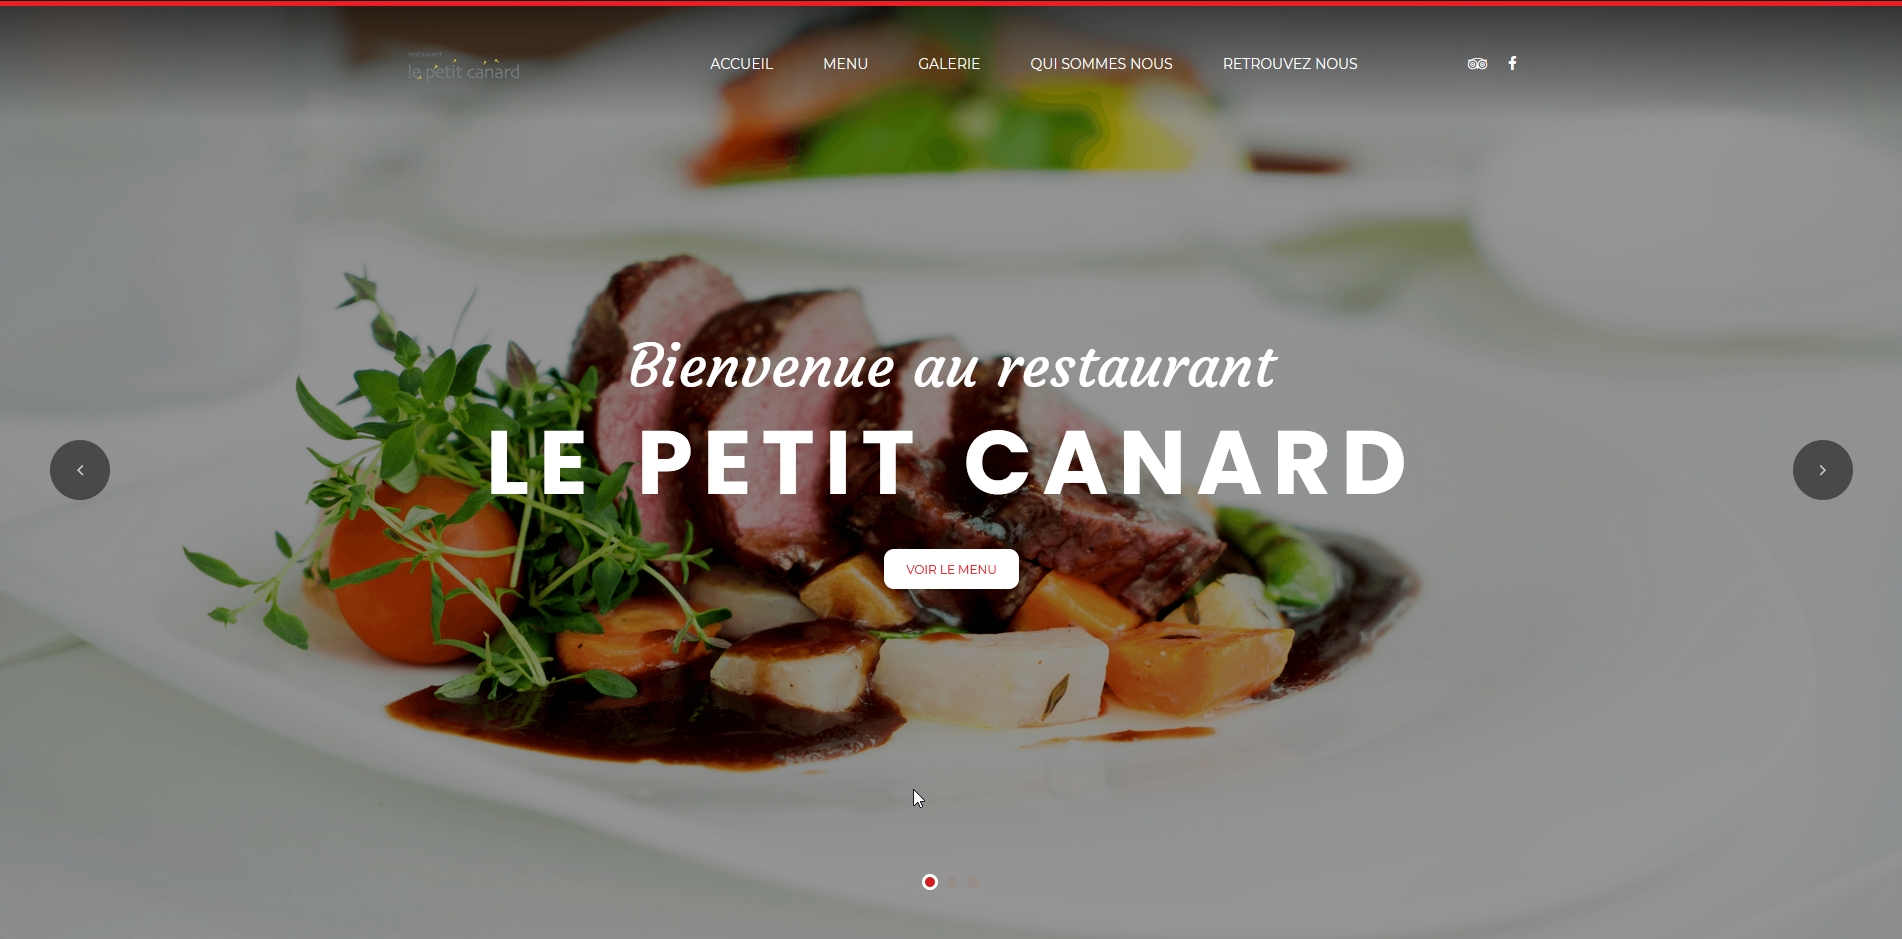 restaurant
le petit canard
ACCUEIL MENU GALERIE QUI SOMMES NOUS RETROUVEZ NOUS
Bienvenue au restaurant
LE PETIT CANARD
VOIR LE MENU